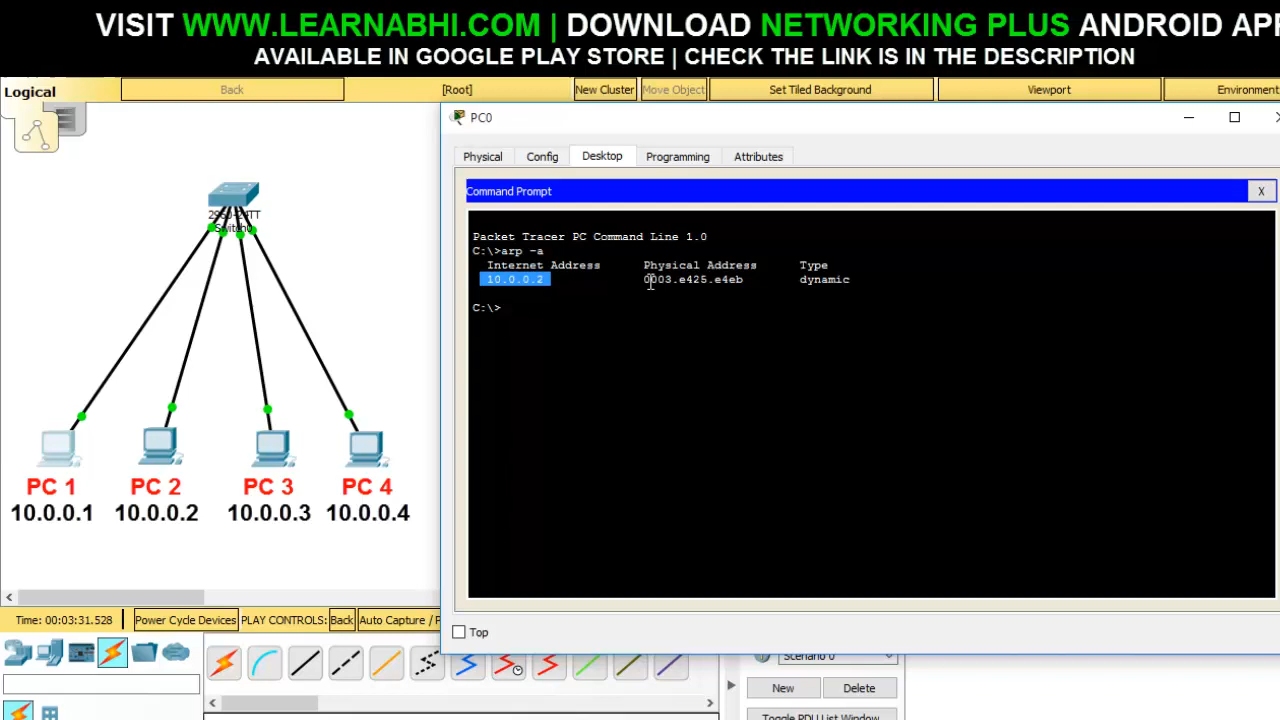 VISIT WWW.LEARNABHI.COM | DOWNLOAD NETWORKING PLUS ANDROID APP
AVAILABLE IN GOOGLE PLAY STORE | CHECK THE LINK IS IN THE DESCRIPTION
Logical
Back
[Root]
New Cluster
Move Object
Set Tiled Background
Viewport
Environment
PC0
Physical
Config
Desktop
Programming
Attributes
Command Prompt
X
Packet Tracer PC Command Line 1.0
C:\>arp -a
Internet Address Physical Address Type
10.0.0.2 0003.e425.e4eb dynamic
C:\>
2960-24TT
Switch0
PC 1
PC 2
PC 3
PC 4
10.0.0.1
10.0.0.2
10.0.0.3
10.0.0.4
Top
Time: 00:03:31.528
Power Cycle Devices
PLAY CONTROLS:
Back
Auto Capture / P
Scenario 0
New
Delete
Toggle PDU List Window